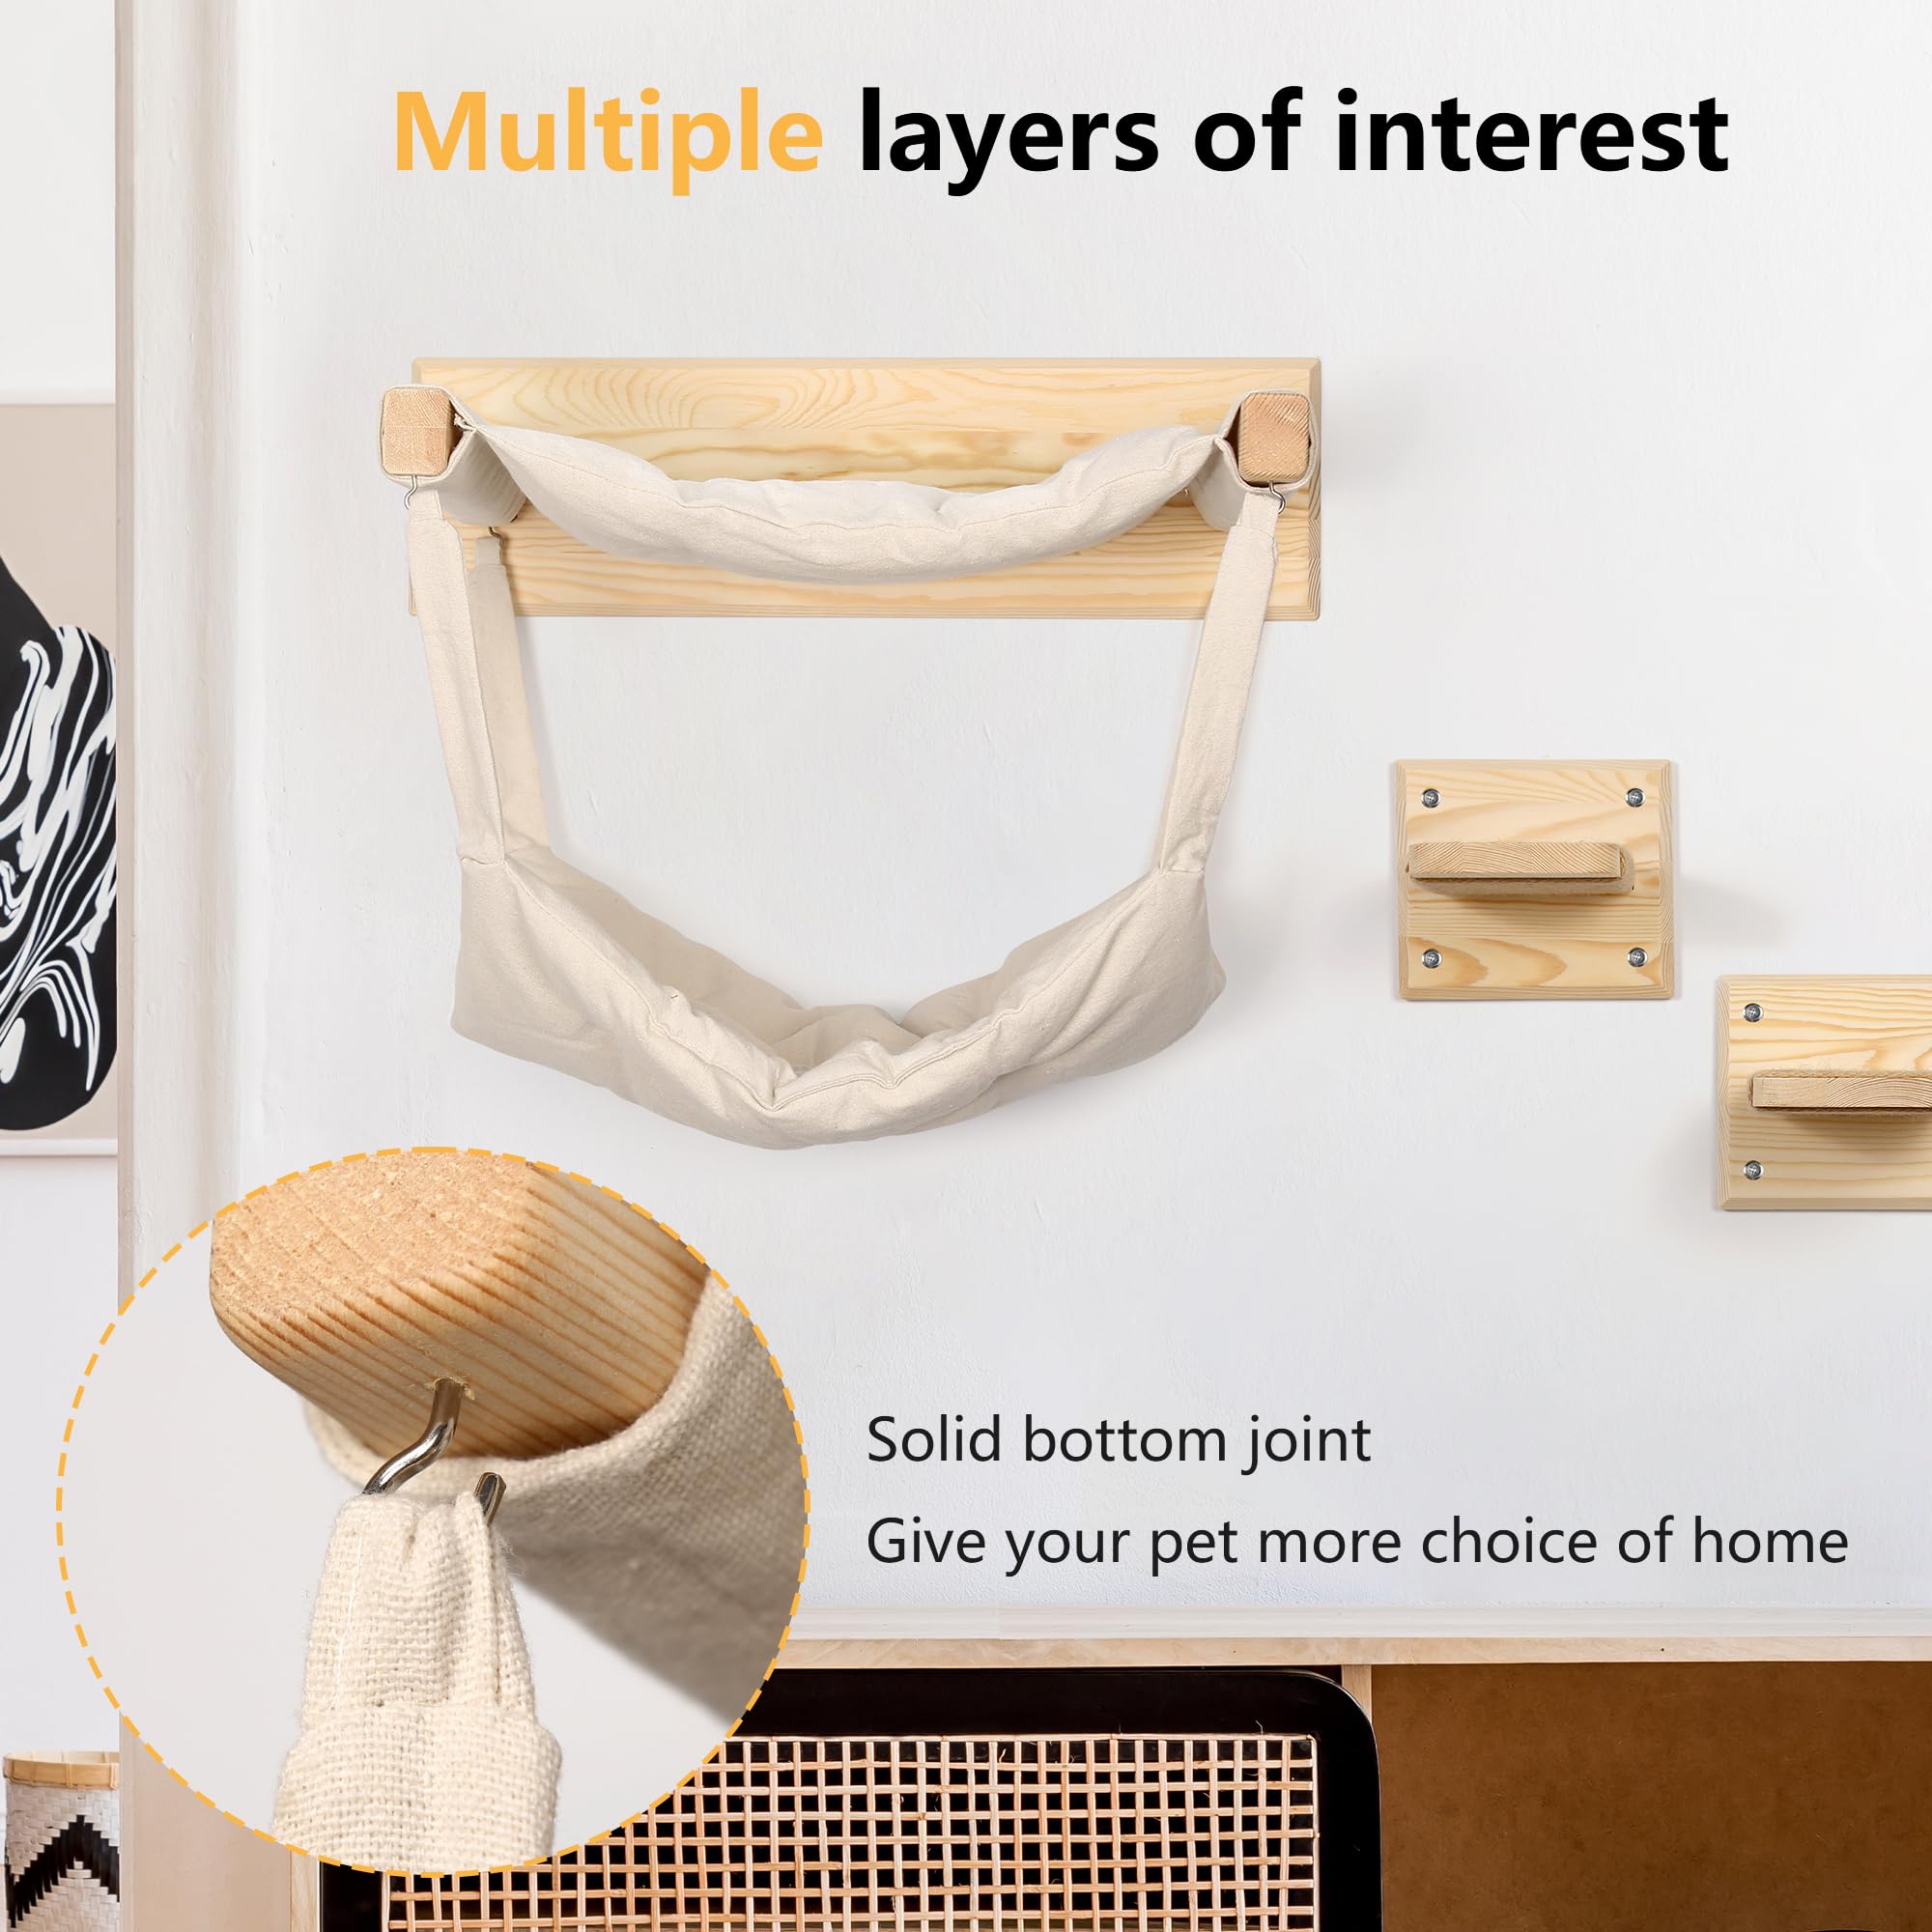 Multiple layers of interest
Solid bottom joint
Give your pet more choice of home